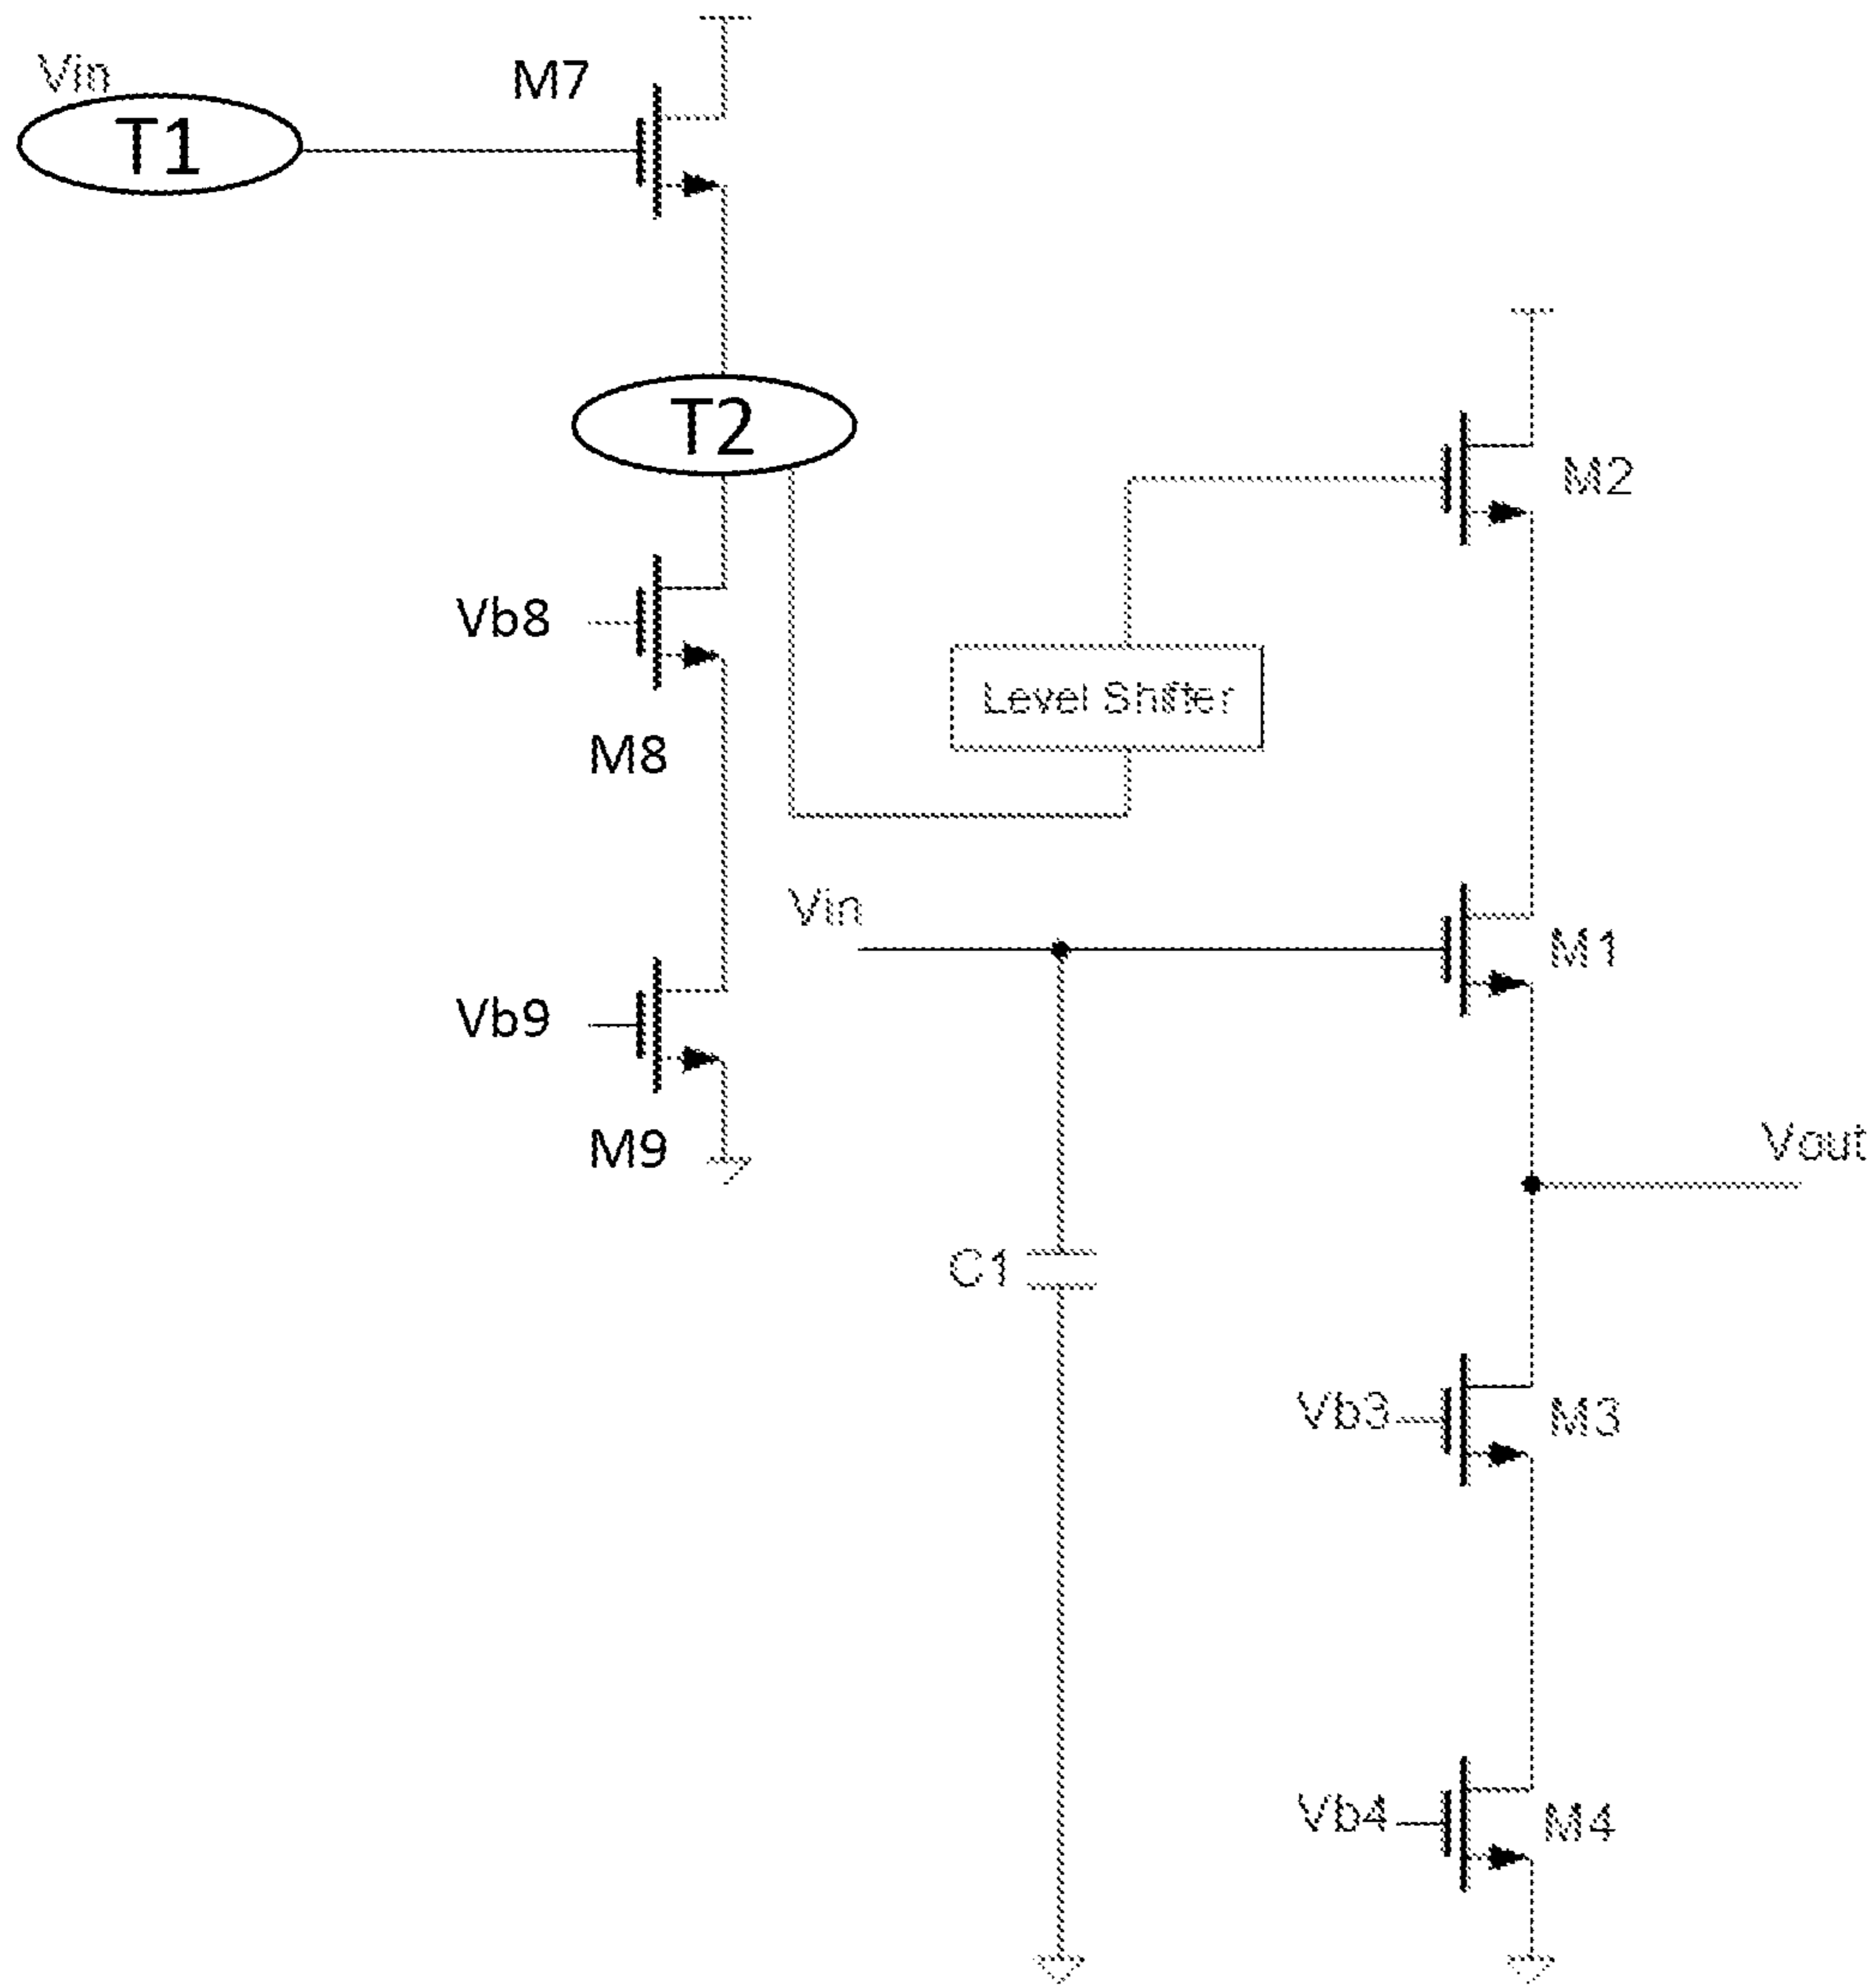 Vin
M7
T1
T2
M2
Vb8
Level Shifter
M8
Vin
M1
Vb9
M9
Vout
C1
Vb3
M3
Vb4
M4